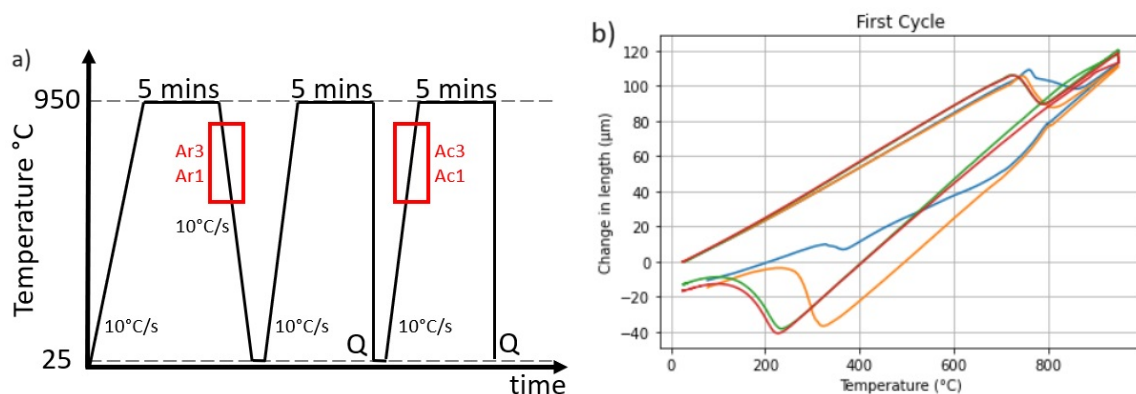 a)
5 mins 5 mins 5 mins
950
Temperature °C
Ar3
Ar1
Ac3
Ac1
10°C/s
10°C/s
10°C/s
10°C/s
Q
Q
25
time
b)
First Cycle
Change in length (µm)
120
100
80
60
40
20
0
−20
−40
0 200 400 600 800
Temperature (°C)